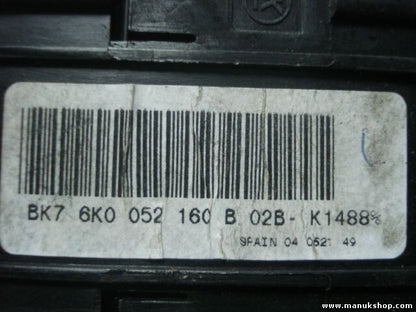 K
BK7 6K0 052 160 B 02B- K1488%
SPAIN 04 0521 49
www.manukshop.com